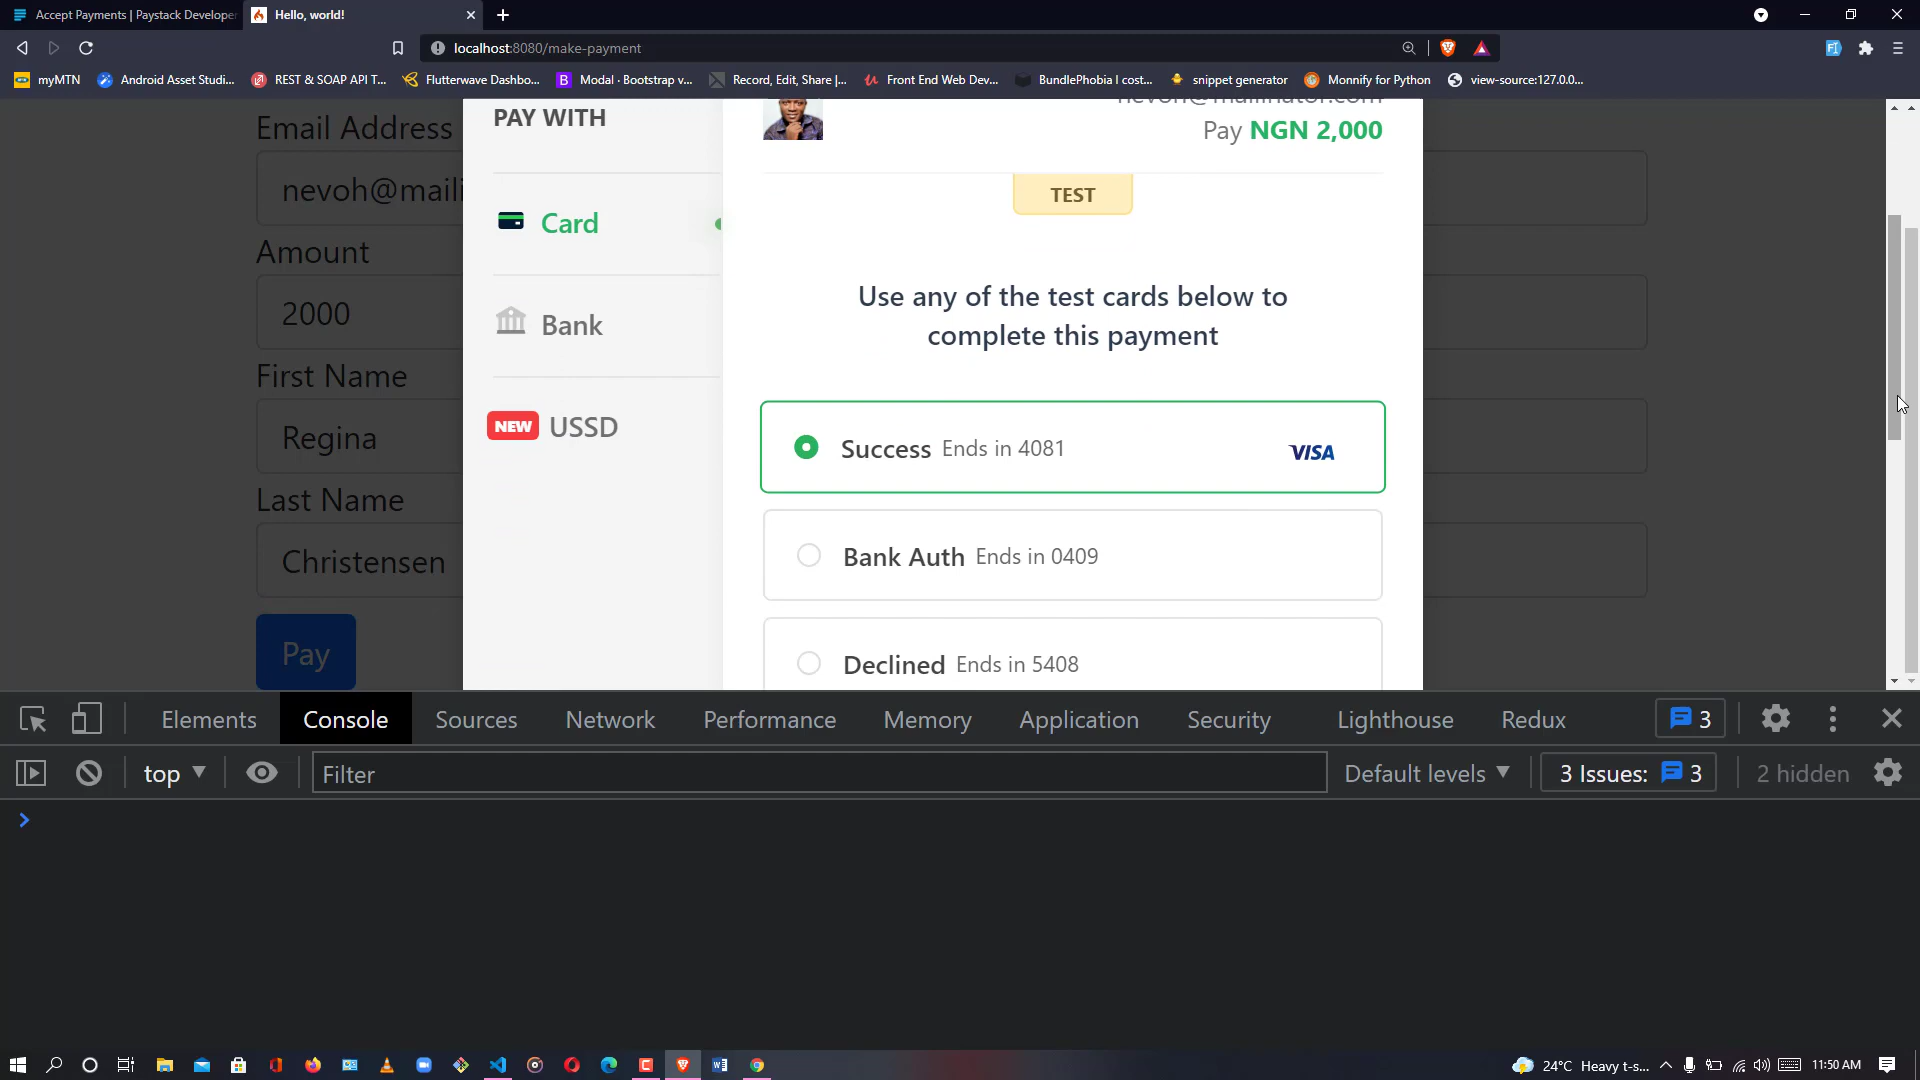 Accept Payments | Paystack Developer
Hello, world!
localhost:8080/make-payment
myMTN
Android Asset Studi...
REST & SOAP API T...
Flutterwave Dashbo...
Modal · Bootstrap v...
Record, Edit, Share |...
Front End Web Dev...
BundlePhobia | cost...
snippet generator
Monnify for Python
view-source:127.0.0...
Email Address
nevoh@maili
Amount
2000
First Name
Regina
Last Name
Christensen
Pay
PAY WITH
Card
Bank
NEW USSD
nevoh@mailinator.com
Pay NGN 2,000
TEST
Use any of the test cards below to
complete this payment
Success Ends in 4081
VISA
Bank Auth Ends in 0409
Declined Ends in 5408
Elements Console Sources Network Performance Memory Application Security Lighthouse Redux 3
top Filter Default levels 3 Issues: 3 2 hidden
24°C Heavy t-s... 11:50 AM